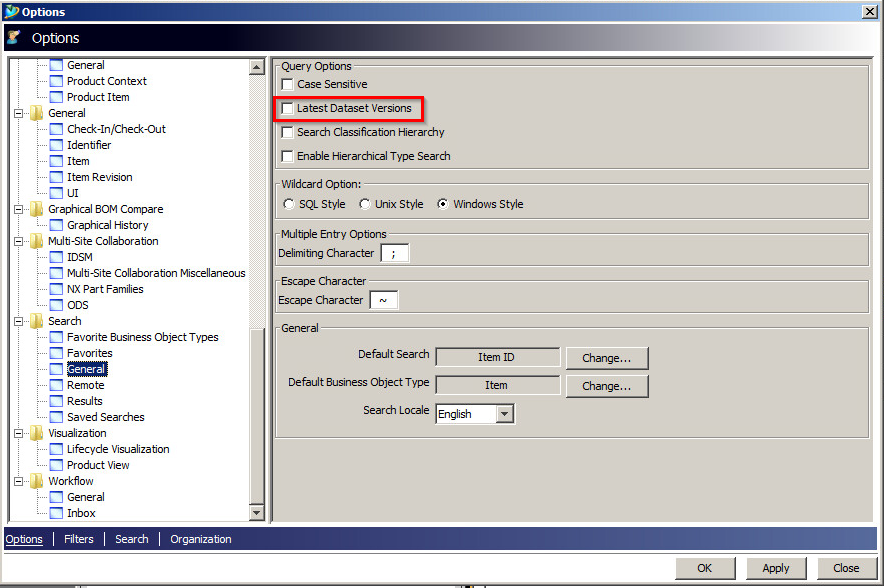 Options
Options
General
Product Context
Product Item
General
Check-In/Check-Out
Identifier
Item
Item Revision
UI
Graphical BOM Compare
Graphical History
Multi-Site Collaboration
IDSM
Multi-Site Collaboration Miscellaneous
NX Part Families
ODS
Search
Favorite Business Object Types
Favorites
General
Remote
Results
Saved Searches
Visualization
Lifecycle Visualization
Product View
Workflow
General
Inbox
Query Options
Case Sensitive
Latest Dataset Versions
Search Classification Hierarchy
Enable Hierarchical Type Search
Wildcard Option:
SQL Style Unix Style Windows Style
Multiple Entry Options
Delimiting Character ;
Escape Character
Escape Character ~
General
Default Search Item ID Change...
Default Business Object Type Item Change...
Search Locale English
Options Filters Search Organization
OK Apply Close